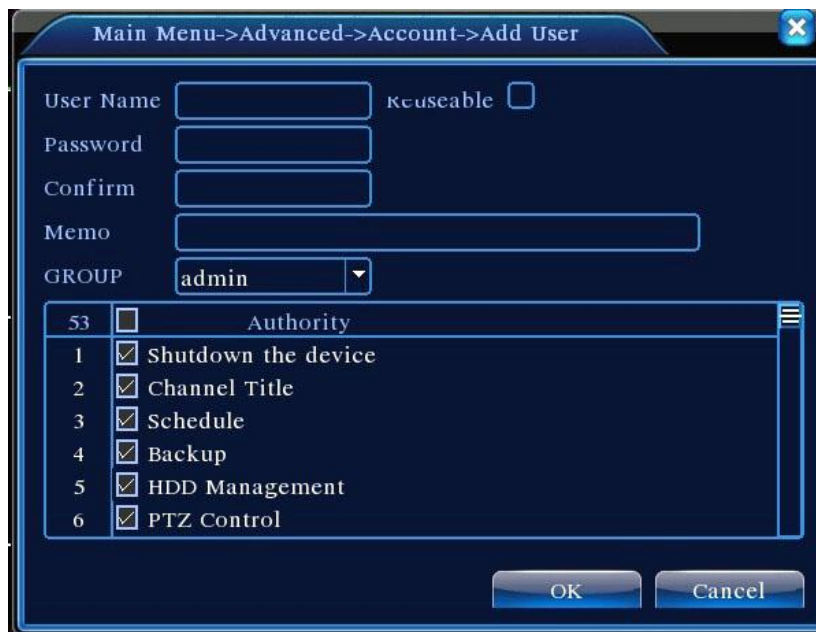 Main Menu->Advanced->Account->Add User
User Name Reuseable
Password
Confirm
Memo
GROUP admin
53 Authority
1 Shutdown the device
2 Channel Title
3 Schedule
4 Backup
5 HDD Management
6 PTZ Control
OK Cancel